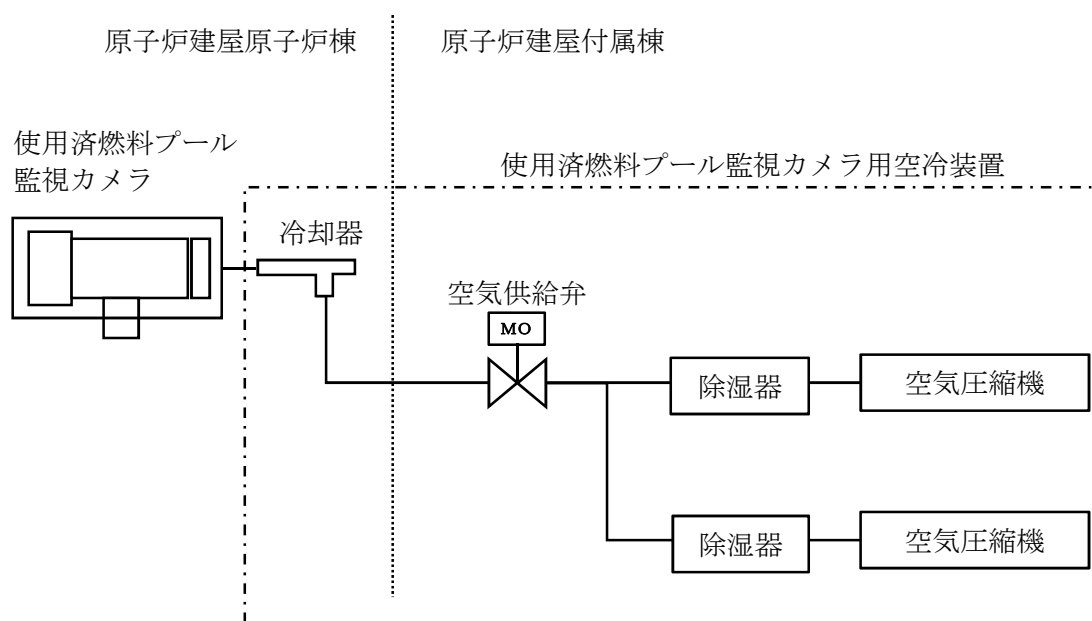 原子炉建屋原子炉棟
原子炉建屋付属棟
使用済燃料プール
監視カメラ
使用済燃料プール監視カメラ用空冷装置
冷却器
空気供給弁
MO
除湿器
空気圧縮機
除湿器
空気圧縮機